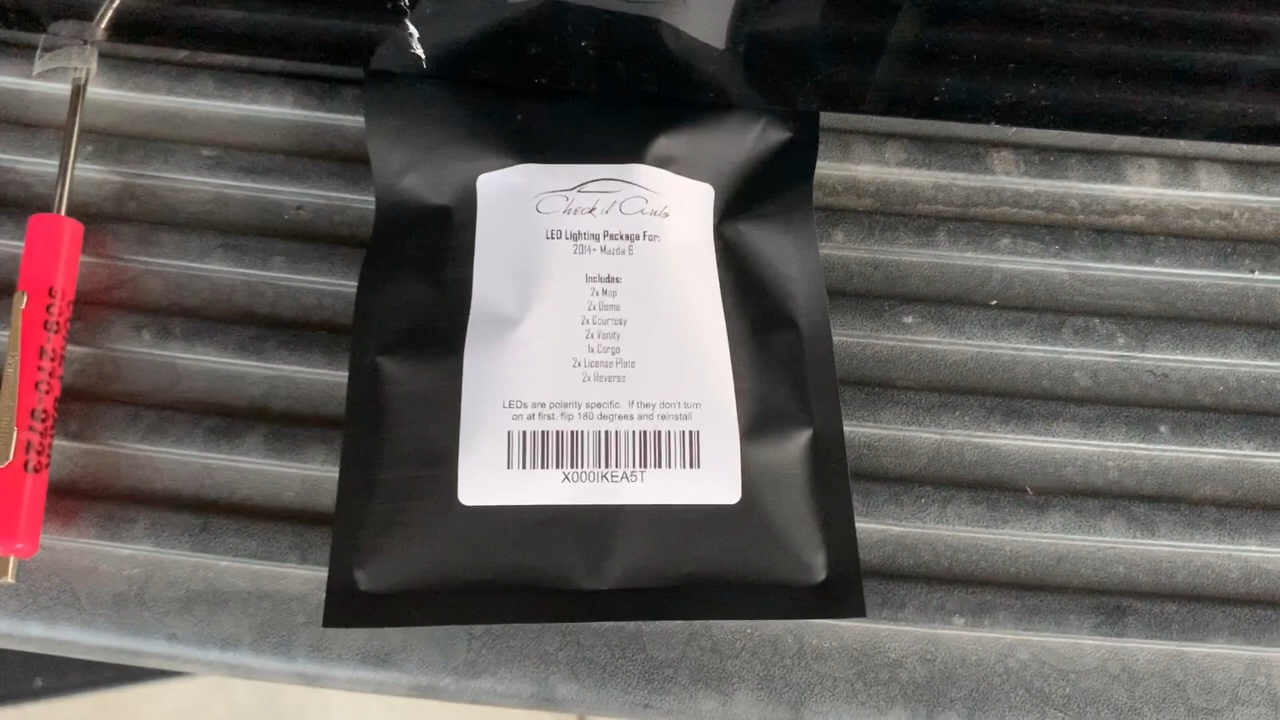 Check it Auto
LED Lighting Package For:
2014+ Mazda 6
Includes:
2x Map
2x Dome
2x Courtesy
2x Vanity
1x Cargo
2x License Plate
2x Reverse
LEDs are polarity specific. If they don't turn
on at first, flip 180 degrees and reinstall
X000IKEA5T